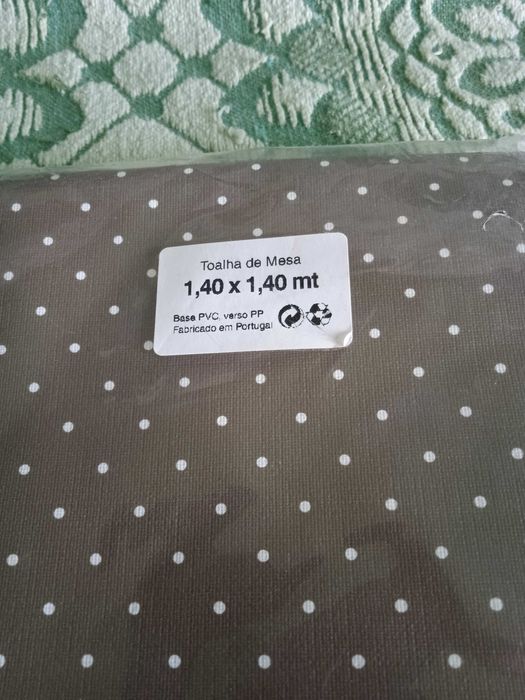 Toalha de Mesa
1,40 x 1,40 mt
Base PVC, verso PP
Fabricado em Portugal